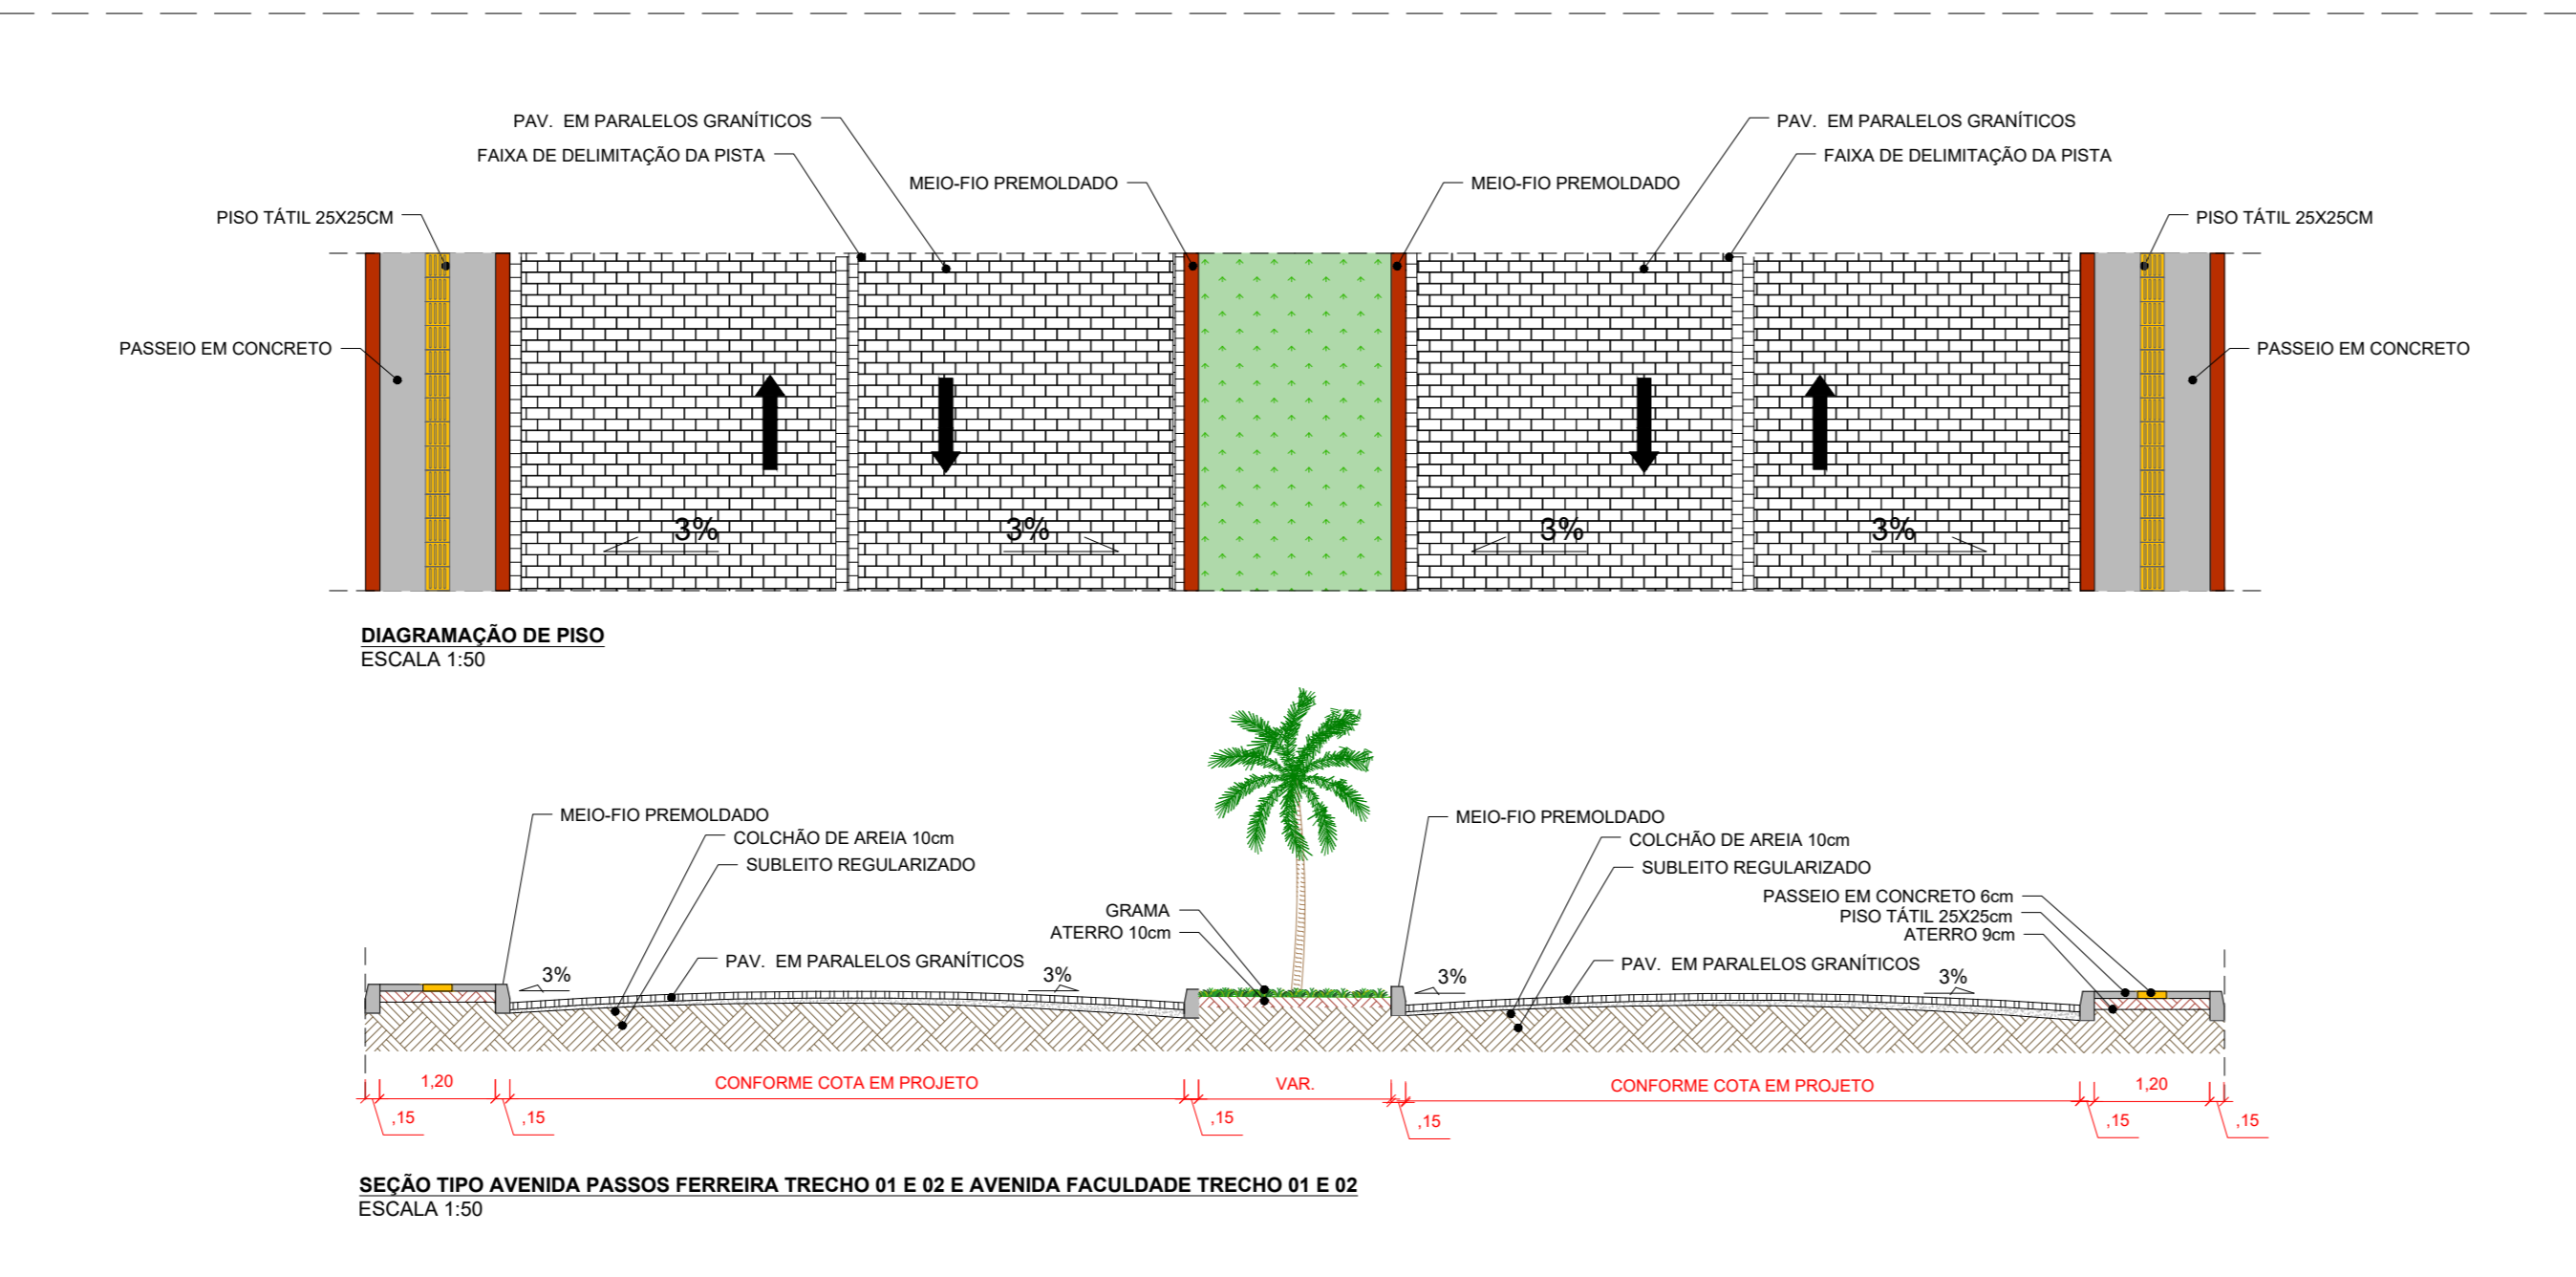 PAV. EM PARALELOS GRANÍTICOS
PAV. EM PARALELOS GRANÍTICOS
FAIXA DE DELIMITAÇÃO DA PISTA
FAIXA DE DELIMITAÇÃO DA PISTA
MEIO-FIO PREMOLDADO
MEIO-FIO PREMOLDADO
PISO TÁTIL 25X25CM
PISO TÁTIL 25X25CM
PASSEIO EM CONCRETO
PASSEIO EM CONCRETO
3%
3%
3%
3%
DIAGRAMAÇÃO DE PISO
ESCALA 1:50
MEIO-FIO PREMOLDADO
COLCHÃO DE AREIA 10cm
SUBLEITO REGULARIZADO
GRAMA
ATERRO 10cm
PAV. EM PARALELOS GRANÍTICOS
3%
3%
MEIO-FIO PREMOLDADO
COLCHÃO DE AREIA 10cm
SUBLEITO REGULARIZADO
PASSEIO EM CONCRETO 6cm
PISO TÁTIL 25X25cm
ATERRO 9cm
PAV. EM PARALELOS GRANÍTICOS
3%
3%
1,20
CONFORME COTA EM PROJETO
VAR.
CONFORME COTA EM PROJETO
1,20
,15
,15
,15
,15
,15
,15
SEÇÃO TIPO AVENIDA PASSOS FERREIRA TRECHO 01 E 02 E AVENIDA FACULDADE TRECHO 01 E 02
ESCALA 1:50